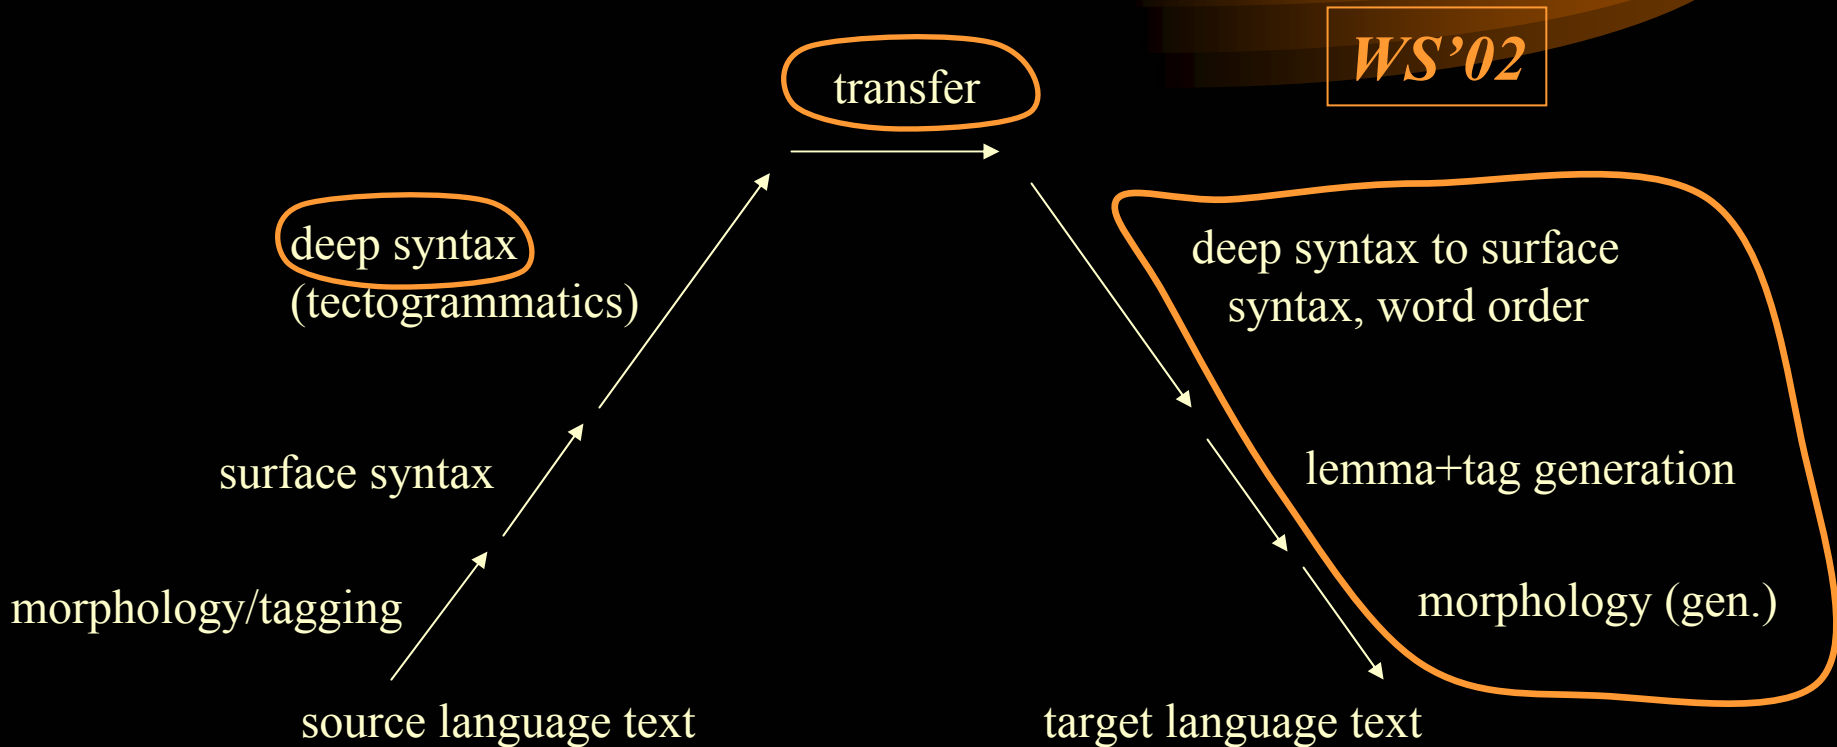 WS’02
transfer
deep syntax
(tectogrammatics)
deep syntax to surface
syntax, word order
surface syntax
lemma+tag generation
morphology/tagging
morphology (gen.)
source language text
target language text